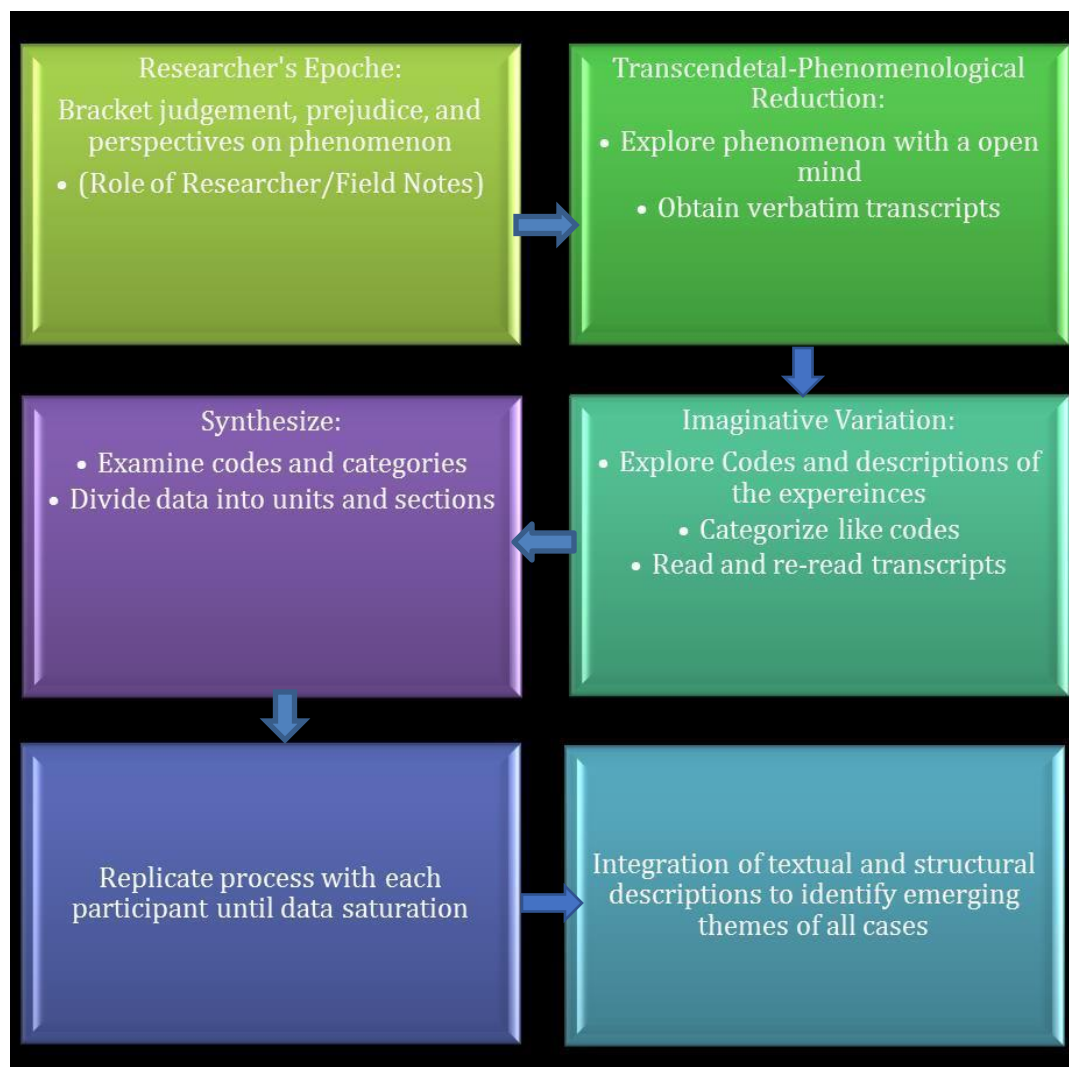 Researcher's Epoche:
Bracket judgement, prejudice, and
perspectives on phenomenon
• (Role of Researcher/Field Notes)
Transcendetal-Phenomenological
Reduction:
• Explore phenomenon with a open
mind
• Obtain verbatim transcripts
Imaginative Variation:
• Explore Codes and descriptions of
the expereinces
• Categorize like codes
• Read and re-read transcripts
Synthesize:
• Examine codes and categories
• Divide data into units and sections
Replicate process with each
participant until data saturation
Integration of textual and structural
descriptions to identify emerging
themes of all cases